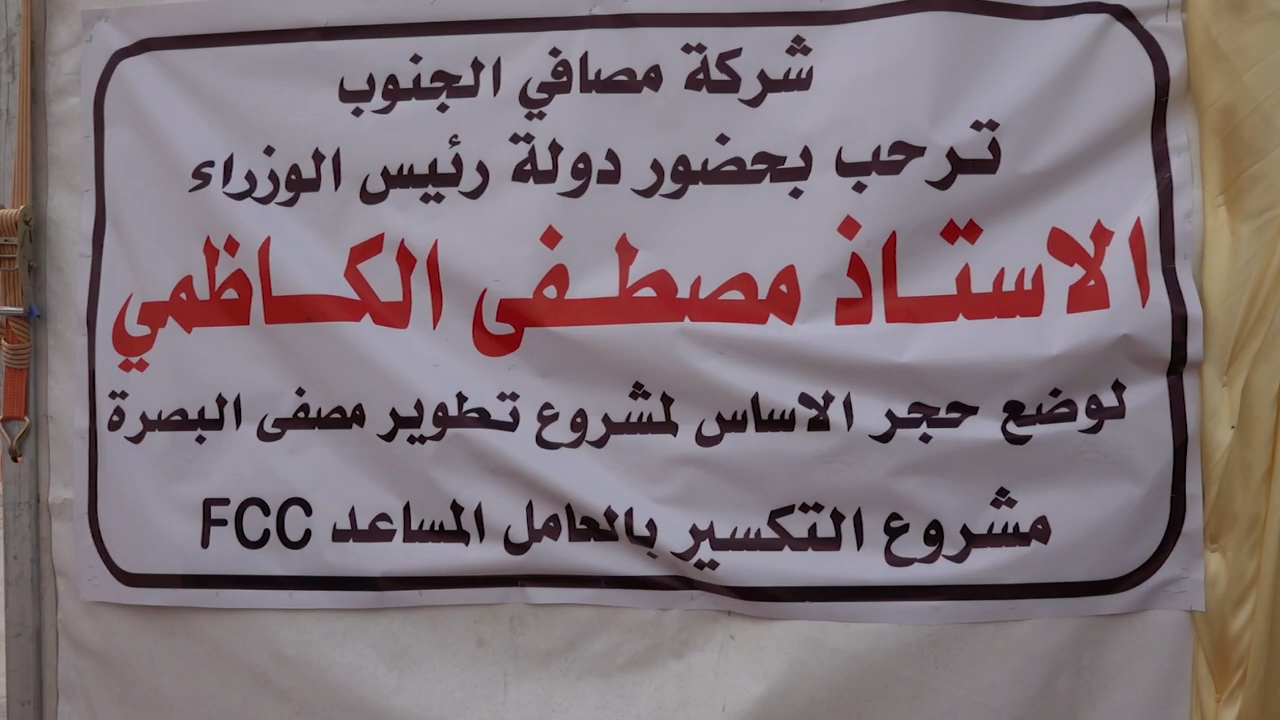 شركة مصافي الجنوب
ترحب بحضور دولة رئيس الوزراء
الاستاذ مصطفى الكاظمي
لوضع حجر الاساس لمشروع تطوير مصفى البصرة
مشروع التكسير بالعامل المساعد FCC